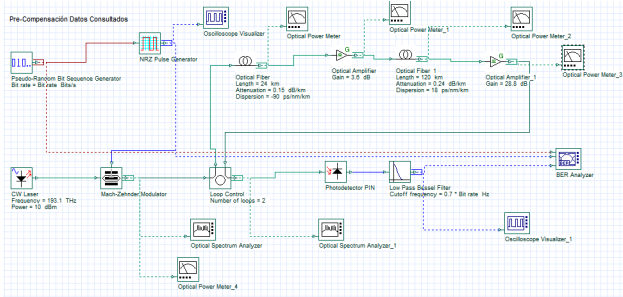 Pre-Compensación Datos Consultados
Oscilloscope Visualizer
Optical Power Meter
Optical Power Meter_1
Optical Power Meter_2
NRZ Pulse Generator
Pseudo-Random Bit Sequence Generator
Bit rate = Bit rate Bits/s
Optical Fiber
Length = 24 km
Attenuation = 0.15 dB/km
Dispersion = -90 ps/nm/km
G
Optical Amplifier
Gain = 3.6 dB
Optical Fiber 1
Length = 120 km
Attenuation = 0.24 dB/km
Dispersion = 18 ps/nm/km
G
Optical Amplifier_1
Gain = 28.8 dB
Optical Power Meter_3
BER Analyzer
CW Laser
Frequency = 193.1 THz
Power = 10 dBm
Mach-Zehnder Modulator
Loop Control
Number of loops = 2
Photodetector PIN
Low Pass Bessel Filter
Cutoff frequency = 0.7 * Bit rate Hz
Oscilloscope Visualizer_1
Optical Spectrum Analyzer
Optical Spectrum Analyzer_1
Optical Power Meter_4